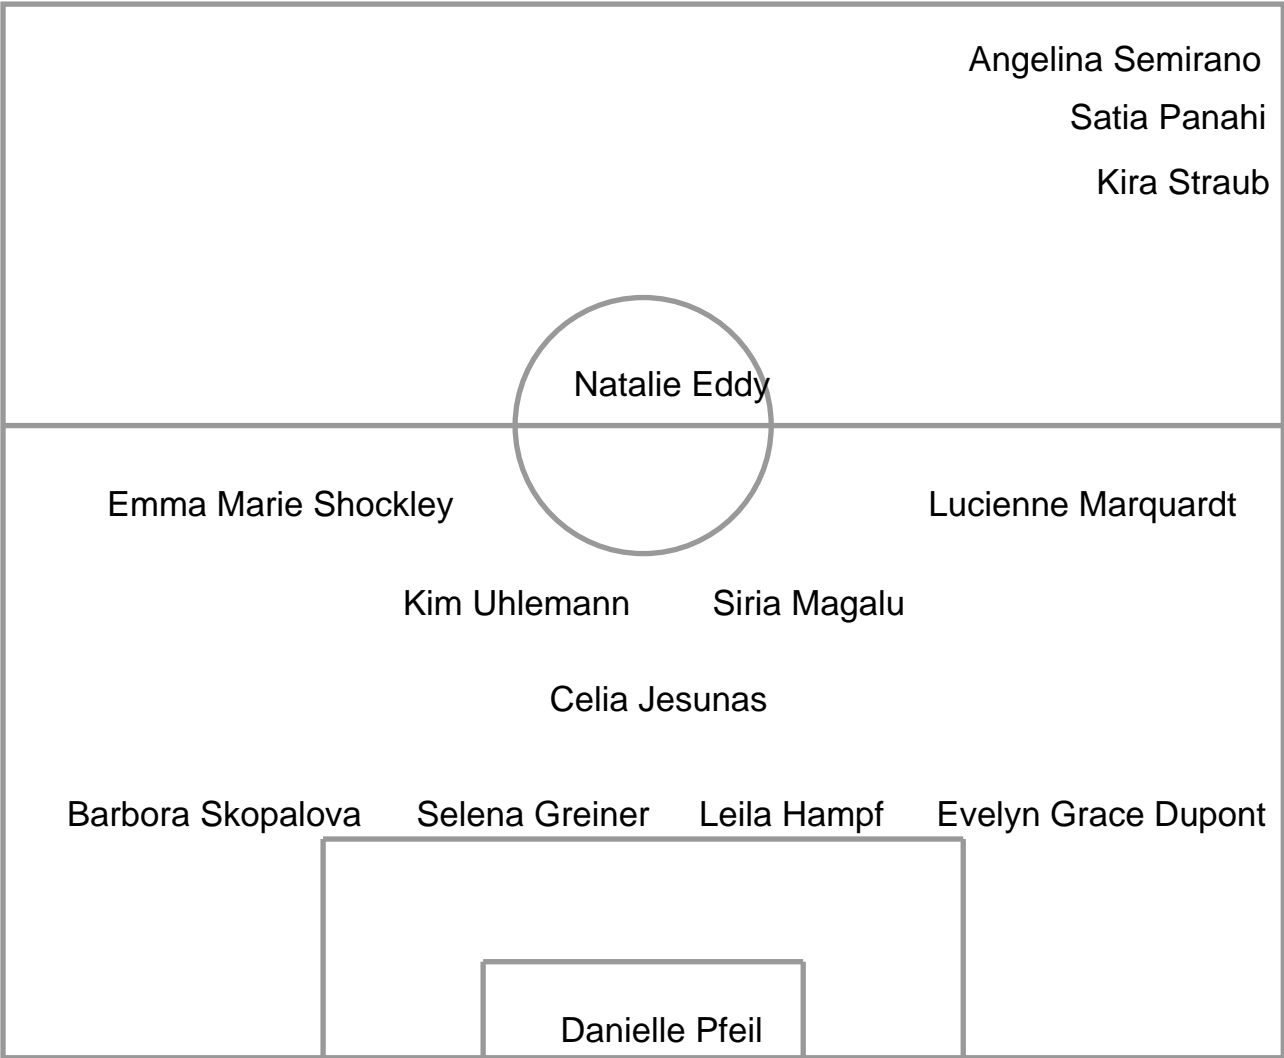 Angelina Semirano
Satia Panahi
Kira Straub
Natalie Eddy
Emma Marie Shockley Lucienne Marquardt
Kim Uhlemann Siria Magalu
Celia Jesunas
Barbora Skopalova Selena Greiner Leila Hampf Evelyn Grace Dupont
Danielle Pfeil